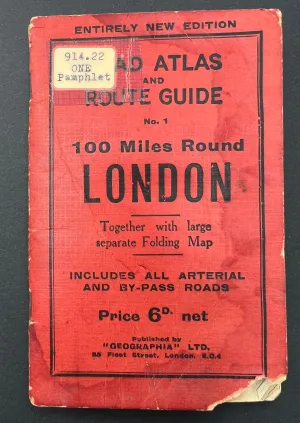 ENTIRELY NEW EDITION
914.22
ONE
Pamphlet
AD ATLAS
AND
ROUTE GUIDE
No. 1
100 Miles Round
LONDON
Together with large
separate Folding Map
INCLUDES ALL ARTERIAL
AND BY-PASS ROADS
Price 6D. net
Published by
"GEOGRAPHIA" LTD.
55 Fleet Street, London, E.C.4